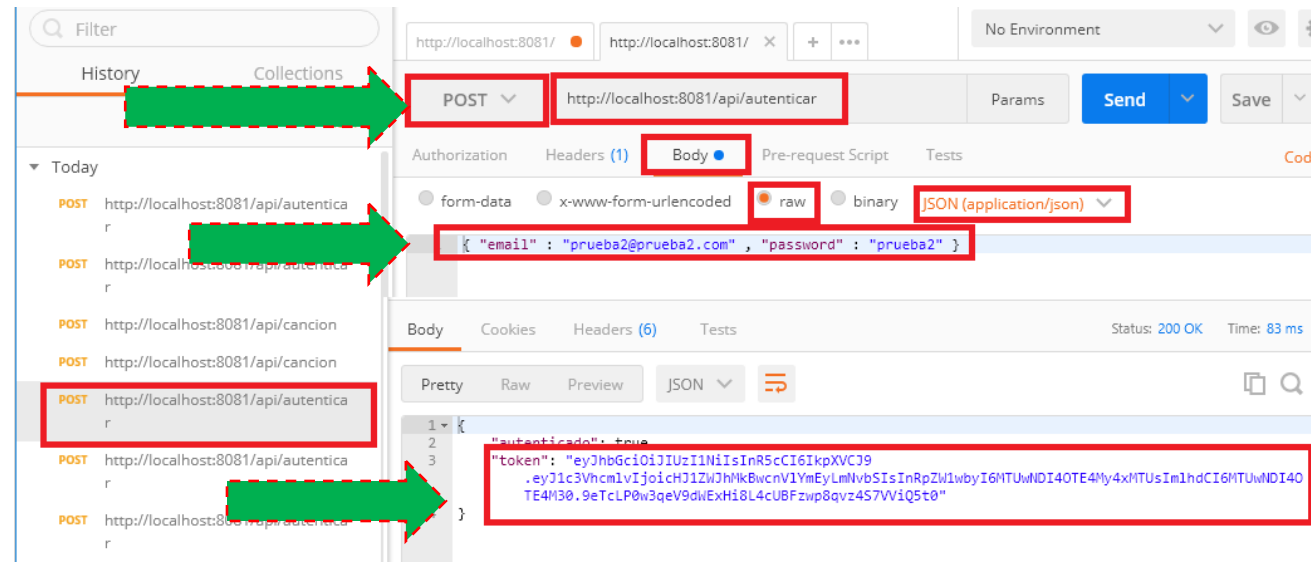 Filter
History
Collections
Today
POST http://localhost:8081/api/autentica
r
POST http://localhost:8081/api/autentica
r
POST http://localhost:8081/api/cancion
POST http://localhost:8081/api/cancion
POST http://localhost:8081/api/autentica
r
POST http://localhost:8081/api/autentica
r
POST http://localhost:8081/api/autentica
r
http://localhost:8081/
http://localhost:8081/
No Environment
POST
http://localhost:8081/api/autenticar
Params
Send
Save
Authorization Headers (1) Body Pre-request Script Tests
Cod
form-data x-www-form-urlencoded raw binary JSON (application/json)
{ "email" : "prueba2@prueba2.com" , "password" : "prueba2" }
Body Cookies Headers (6) Tests
Status: 200 OK Time: 83 ms
Pretty Raw Preview JSON
1 {
2 "autenticado": true
3 "token": "eyJhbGciOiJIUzI1NiIsInR5cCI6IkpXVCJ9
.eyJ1c3VhcmlvIjoicHJ1ZWJhMkBwcnVlYmEyLmNvbSIsInRpZW1wbyI6MTUwNDI4OTE4My4xMTUsImlhdCI6MTUwNDI4O
TE4M30.9eTcLP0w3qeV9dWExHi8L4cUBFzwp8qvz4S7VViQ5t0"
}